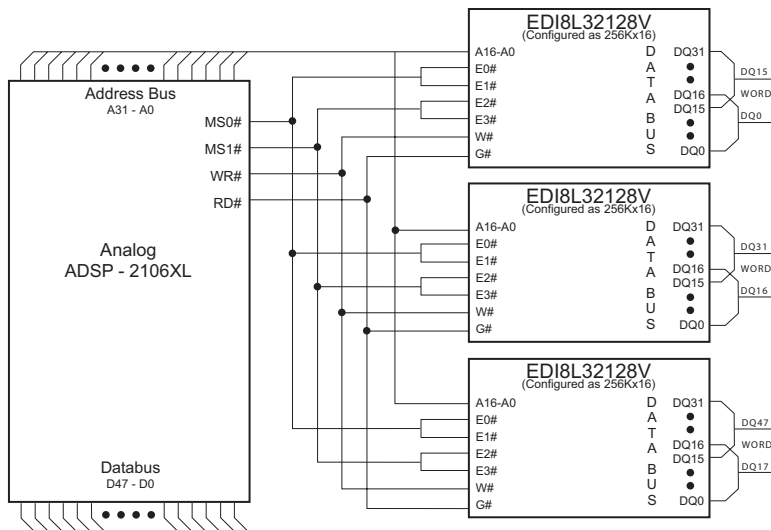 Address Bus
A31 - A0
MS0#
MS1#
WR#
RD#
Analog
ADSP - 2106XL
Databus
D47 - D0
EDI8L32128V
(Configured as 256Kx16)
A16-A0
E0#
E1#
E2#
E3#
W#
G#
D
A
T
A
B
U
S
DQ31
DQ16
DQ15
DQ0
DQ15
WORD
DQ0
EDI8L32128V
(Configured as 256Kx16)
A16-A0
E0#
E1#
E2#
E3#
W#
G#
D
A
T
A
B
U
S
DQ31
DQ16
DQ15
DQ0
DQ31
WORD
DQ16
EDI8L32128V
(Configured as 256Kx16)
A16-A0
E0#
E1#
E2#
E3#
W#
G#
D
A
T
A
B
U
S
DQ31
DQ16
DQ15
DQ0
DQ47
WORD
DQ17